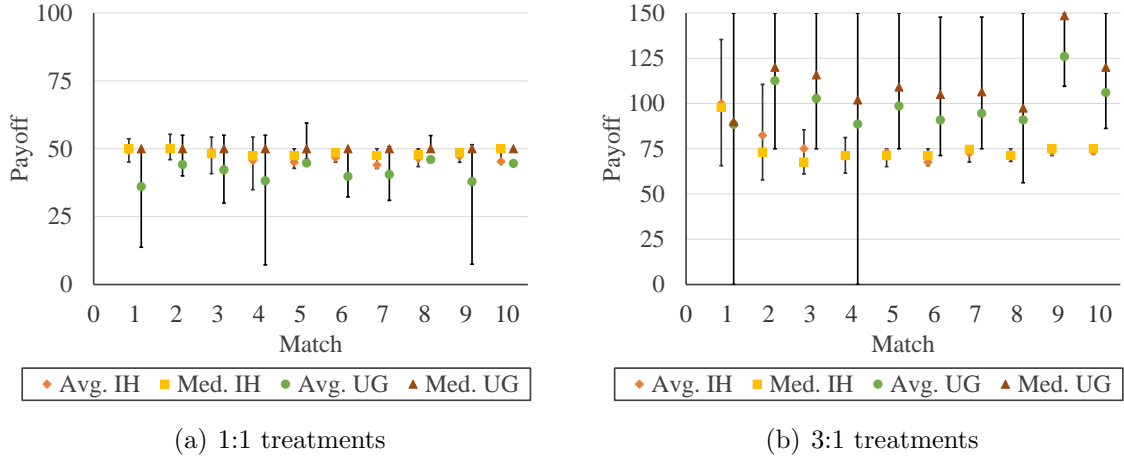 100
75
50
25
0
Payoff
0 1 2 3 4 5 6 7 8 9 10
Match
Avg. IH Med. IH Avg. UG Med. UG
(a) 1:1 treatments
150
125
100
75
50
25
0
Payoff
0 1 2 3 4 5 6 7 8 9 10
Match
Avg. IH Med. IH Avg. UG Med. UG
(b) 3:1 treatments